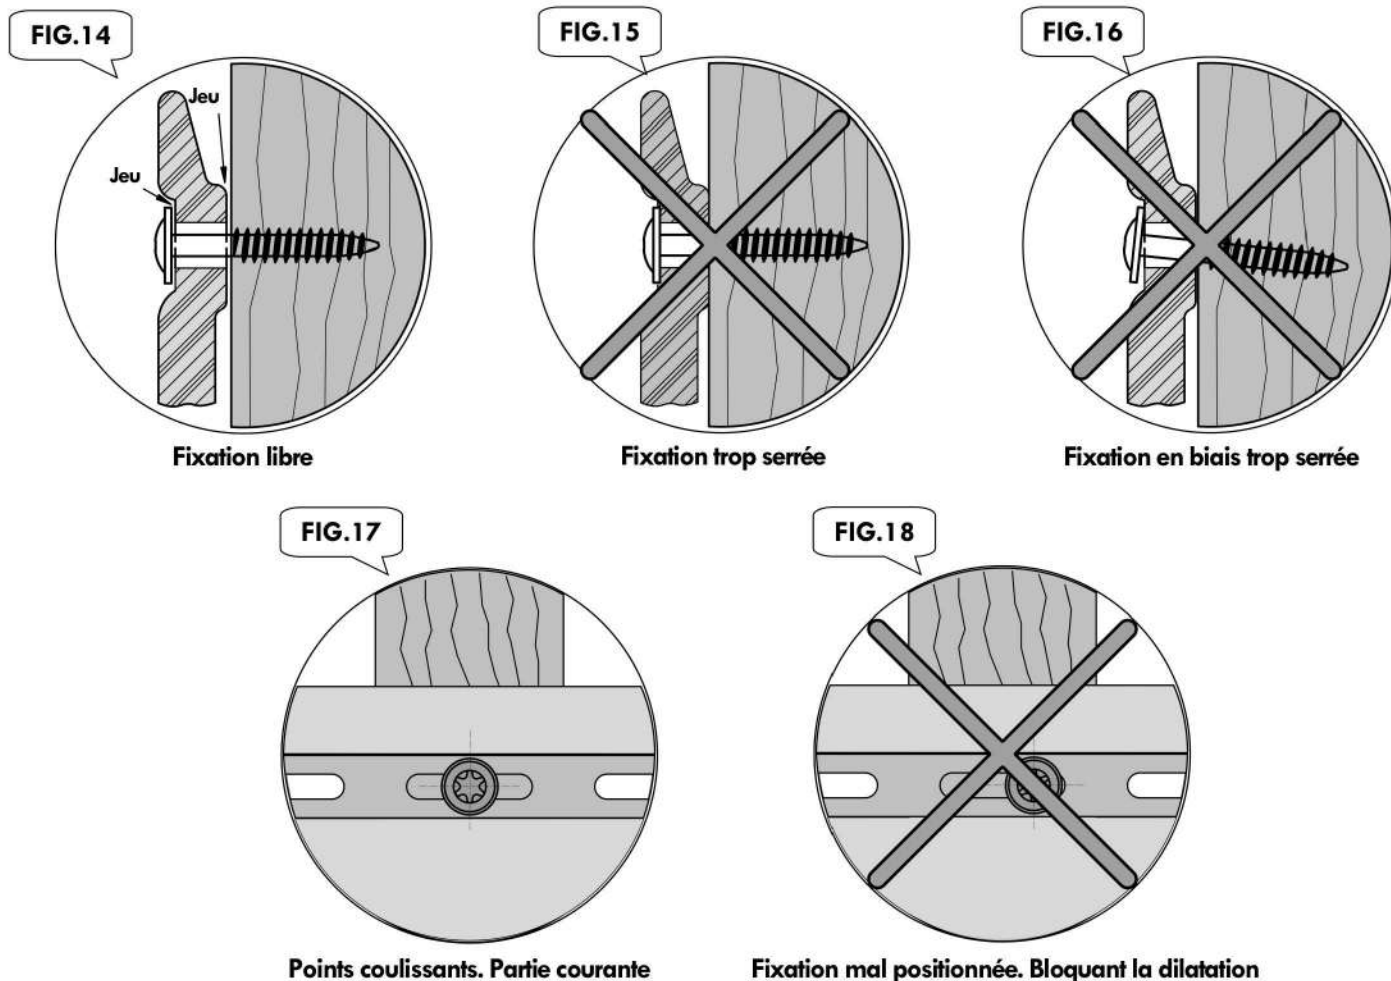 FIG.14
FIG.15
FIG.16
Jeu
Jeu
Fixation libre
Fixation trop serrée
Fixation en biais trop serrée
FIG.17
FIG.18
Points coulissants. Partie courante
Fixation mal positionnée. Bloquant la dilatation